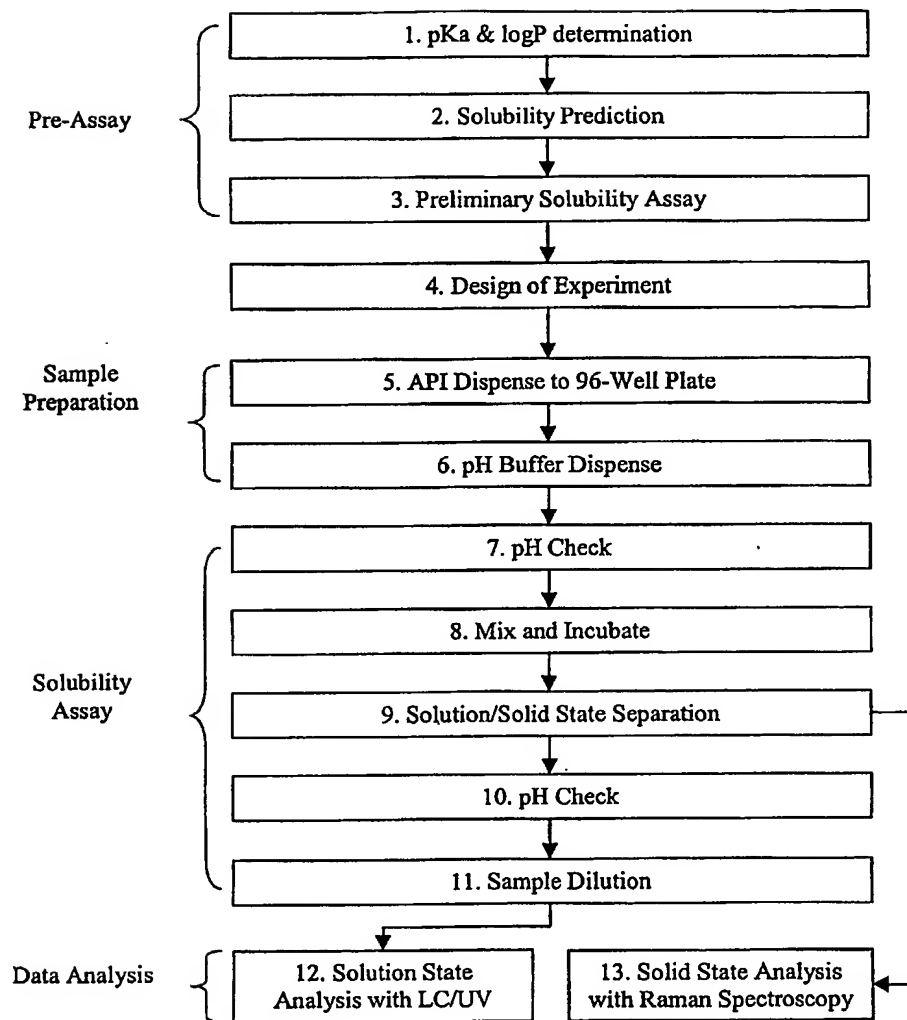 1. pKa & logP determination
Pre-Assay
2. Solubility Prediction
3. Preliminary Solubility Assay
4. Design of Experiment
Sample
Preparation
5. API Dispense to 96-Well Plate
6. pH Buffer Dispense
7. pH Check
8. Mix and Incubate
Solubility
Assay
9. Solution/Solid State Separation
10. pH Check
11. Sample Dilution
Data Analysis
12. Solution State
Analysis with LC/UV
13. Solid State Analysis
with Raman Spectroscopy